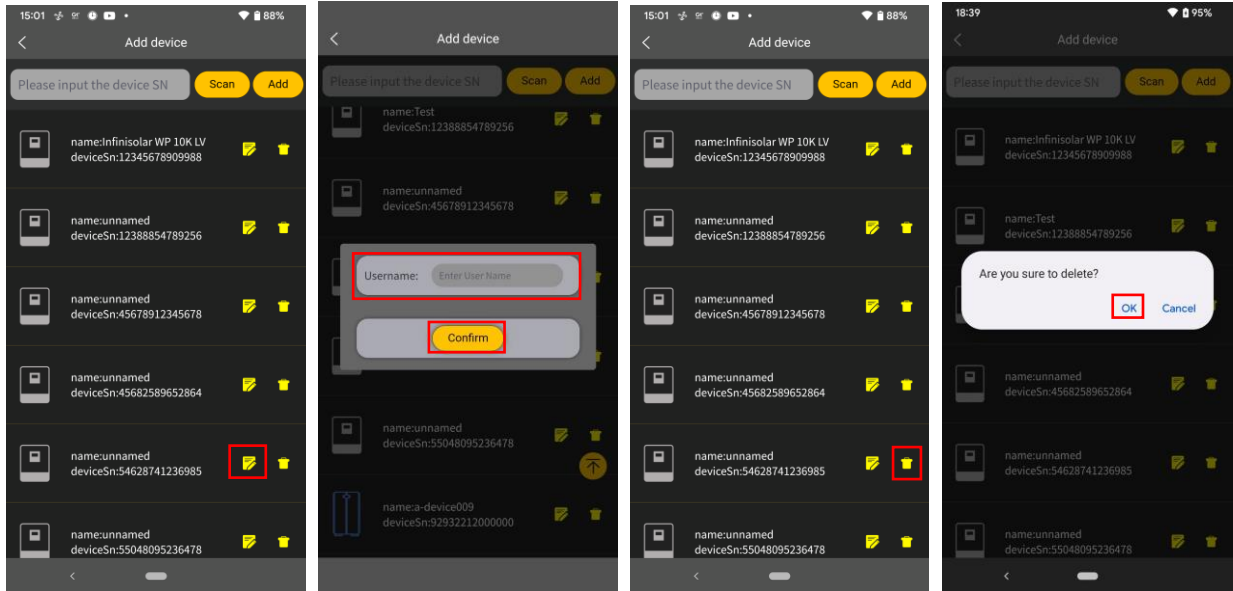 15:01 88%
Add device
Please input the device SN Scan Add
name:Infinisolar WP 10K LV
deviceSn:12345678909988
name:unnamed
deviceSn:12388854789256
name:unnamed
deviceSn:45678912345678
name:unnamed
deviceSn:45682589652864
name:unnamed
deviceSn:54628741236985
name:unnamed
deviceSn:55048095236478
Add device
Please input the device SN Scan Add
name:Test
deviceSn:12388854789256
name:unnamed
deviceSn:45678912345678
Username: Enter User Name
Confirm
name:unnamed
deviceSn:55048095236478
name:a-device009
deviceSn:92932212000000
15:01 88%
Add device
Please input the device SN Scan Add
name:Infinisolar WP 10K LV
deviceSn:12345678909988
name:unnamed
deviceSn:12388854789256
name:unnamed
deviceSn:45678912345678
name:unnamed
deviceSn:45682589652864
name:unnamed
deviceSn:54628741236985
name:unnamed
deviceSn:55048095236478
18:39 95%
Add device
Please input the device SN Scan Add
name:Infinisolar WP 10K LV
deviceSn:12345678909988
name:Test
deviceSn:12388854789256
Are you sure to delete?
OK Cancel
name:unnamed
deviceSn:45682589652864
name:unnamed
deviceSn:54628741236985
name:unnamed
deviceSn:55048095236478